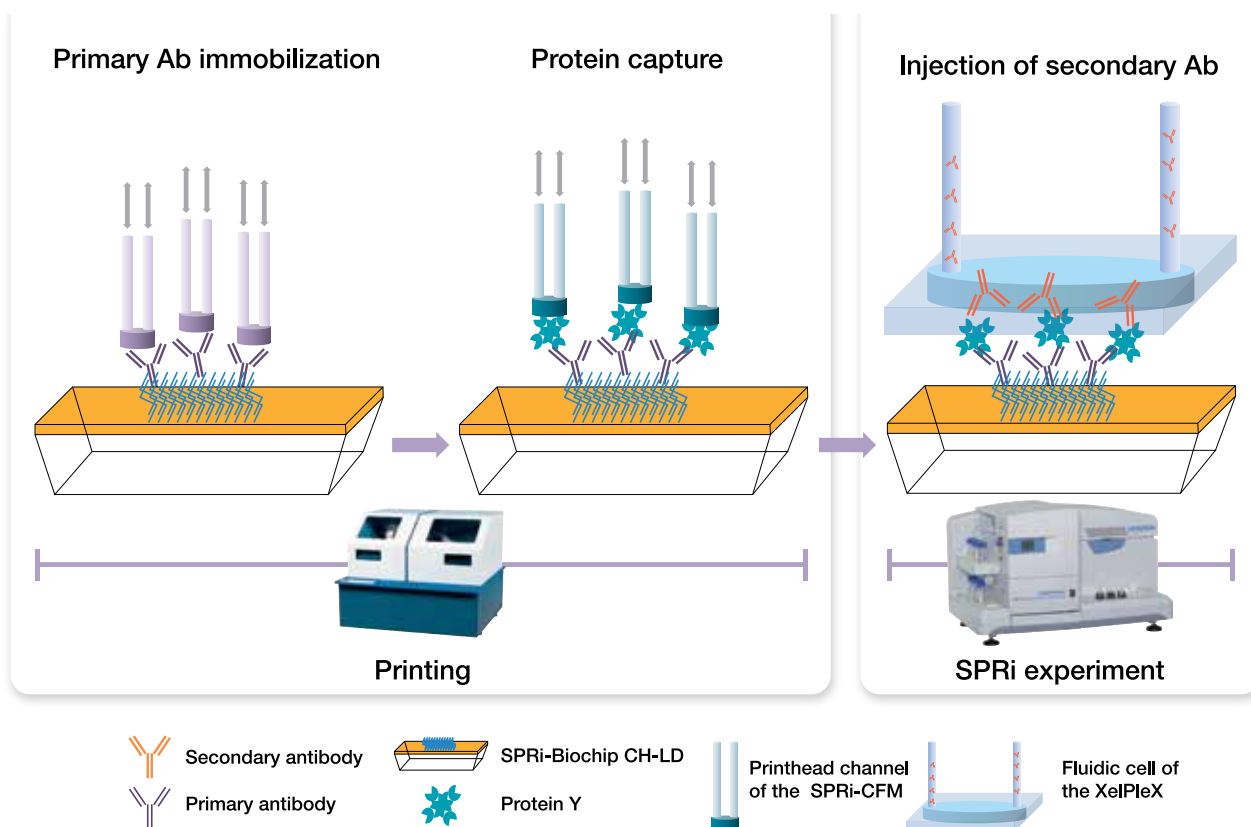 Primary Ab immobilization
Protein capture
Injection of secondary Ab
Printing
SPRi experiment
Secondary antibody
Primary antibody
SPRi-Biochip CH-LD
Protein Y
Printhead channel
of the SPRi-CFM
Fluidic cell of
the XelPleX